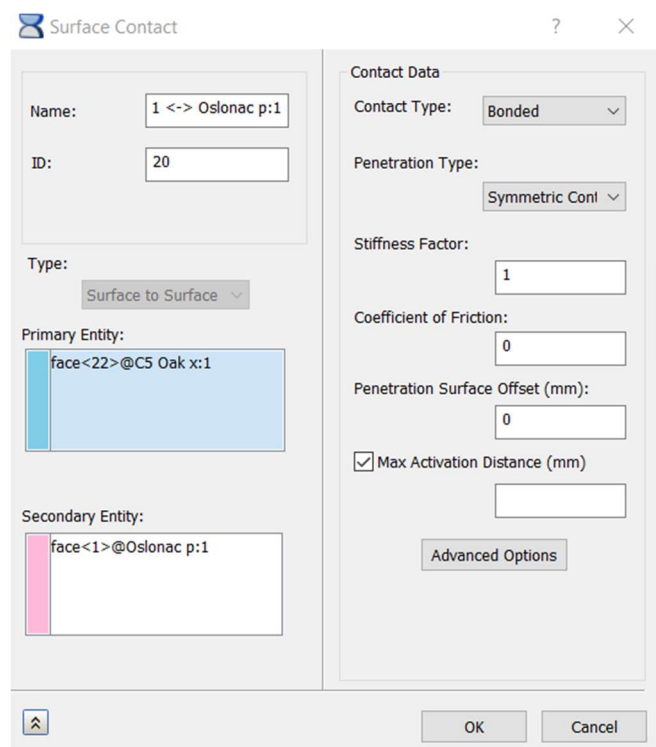 Surface Contact
Name:
1 <-> Oslonac p:1
ID:
20
Type:
Surface to Surface
Primary Entity:
face<22>@C5 Oak x:1
Secondary Entity:
face<1>@Oslonac p:1
Contact Data
Contact Type:
Bonded
Penetration Type:
Symmetric Cont
Stiffness Factor:
1
Coefficient of Friction:
0
Penetration Surface Offset (mm):
0
Max Activation Distance (mm)
Advanced Options
OK
Cancel